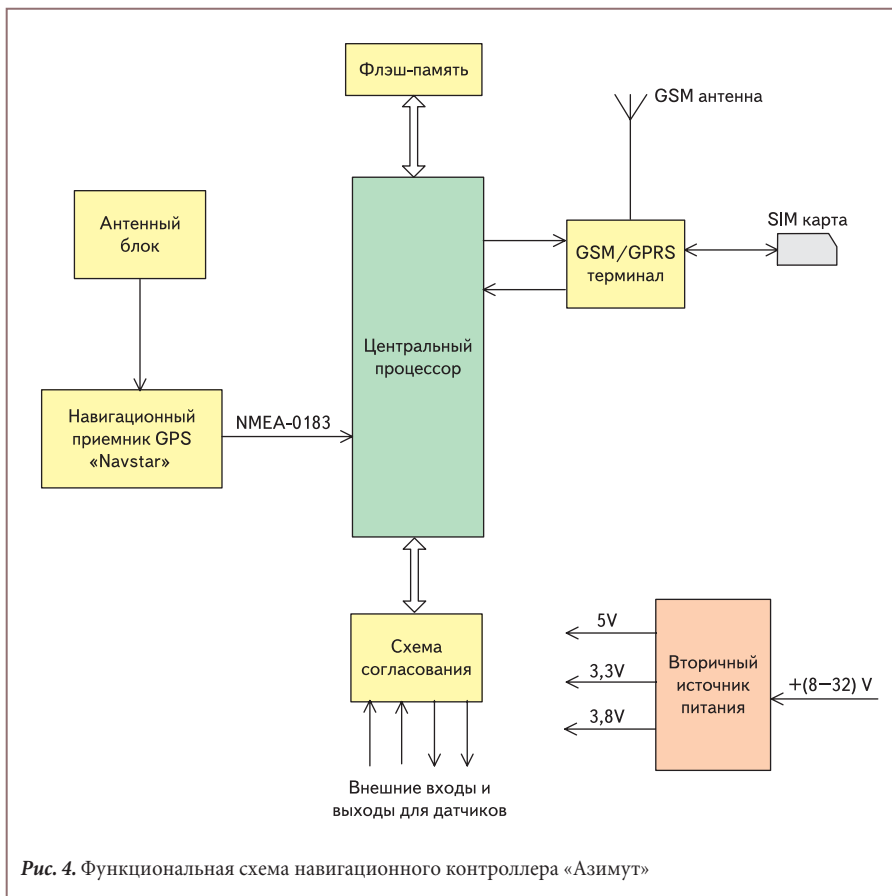 Флэш-память
GSM антенна
Антенный
блок
SIM карта
GSM/GPRS
терминал
Центральный
процессор
Навигационный
приемник GPS
«Navstar»
NMEA-0183
Схема
согласования
5V
3,3V
3,8V
Вторичный
источник
питания
+(8–32) V
Внешние входы и
выходы для датчиков
Рис. 4. Функциональная схема навигационного контроллера «Азимут»